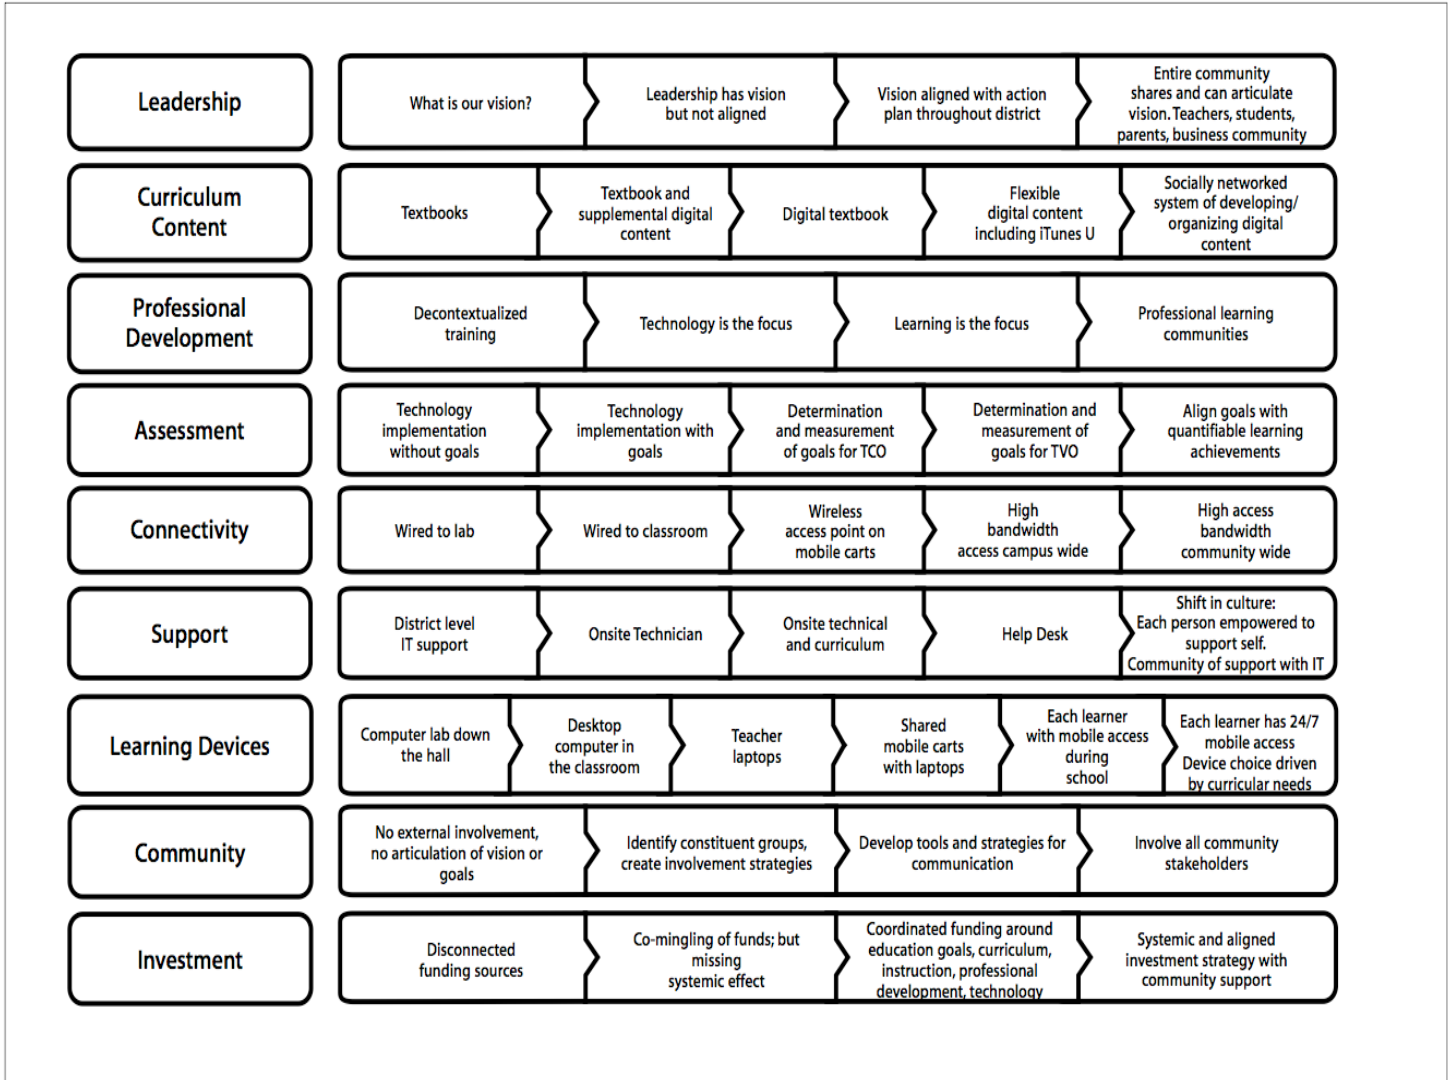 Leadership
What is our vision?
Leadership has vision
but not aligned
Vision aligned with action
plan throughout district
Entire community
shares and can articulate
vision. Teachers, students,
parents, business community
Curriculum
Content
Textbooks
Textbook and
supplemental digital
content
Digital textbook
Flexible
digital content
including iTunes U
Socially networked
system of developing/
organizing digital
content
Professional
Development
Decontextualized
training
Technology is the focus
Learning is the focus
Professional learning
communities
Assessment
Technology
implementation
without goals
Technology
implementation with
goals
Determination
and measurement
of goals for TCO
Determination and
measurement of
goals for TVO
Align goals with
quantifiable learning
achievements
Connectivity
Wired to lab
Wired to classroom
Wireless
access point on
mobile carts
High
bandwidth
access campus wide
High access
bandwidth
community wide
Support
District level
IT support
Onsite Technician
Onsite technical
and curriculum
Help Desk
Shift in culture:
Each person empowered to
support self.
Community of support with IT
Learning Devices
Computer lab down
the hall
Desktop
computer in
the classroom
Teacher
laptops
Shared
mobile carts
with laptops
Each learner
with mobile access
during
school
Each learner has 24/7
mobile access
Device choice driven
by curricular needs
Community
No external involvement,
no articulation of vision or
goals
Identify constituent groups,
create involvement strategies
Develop tools and strategies for
communication
Involve all community
stakeholders
Investment
Disconnected
funding sources
Co-mingling of funds; but
missing
systemic effect
Coordinated funding around
education goals, curriculum,
instruction, professional
development, technology
Systemic and aligned
investment strategy with
community support